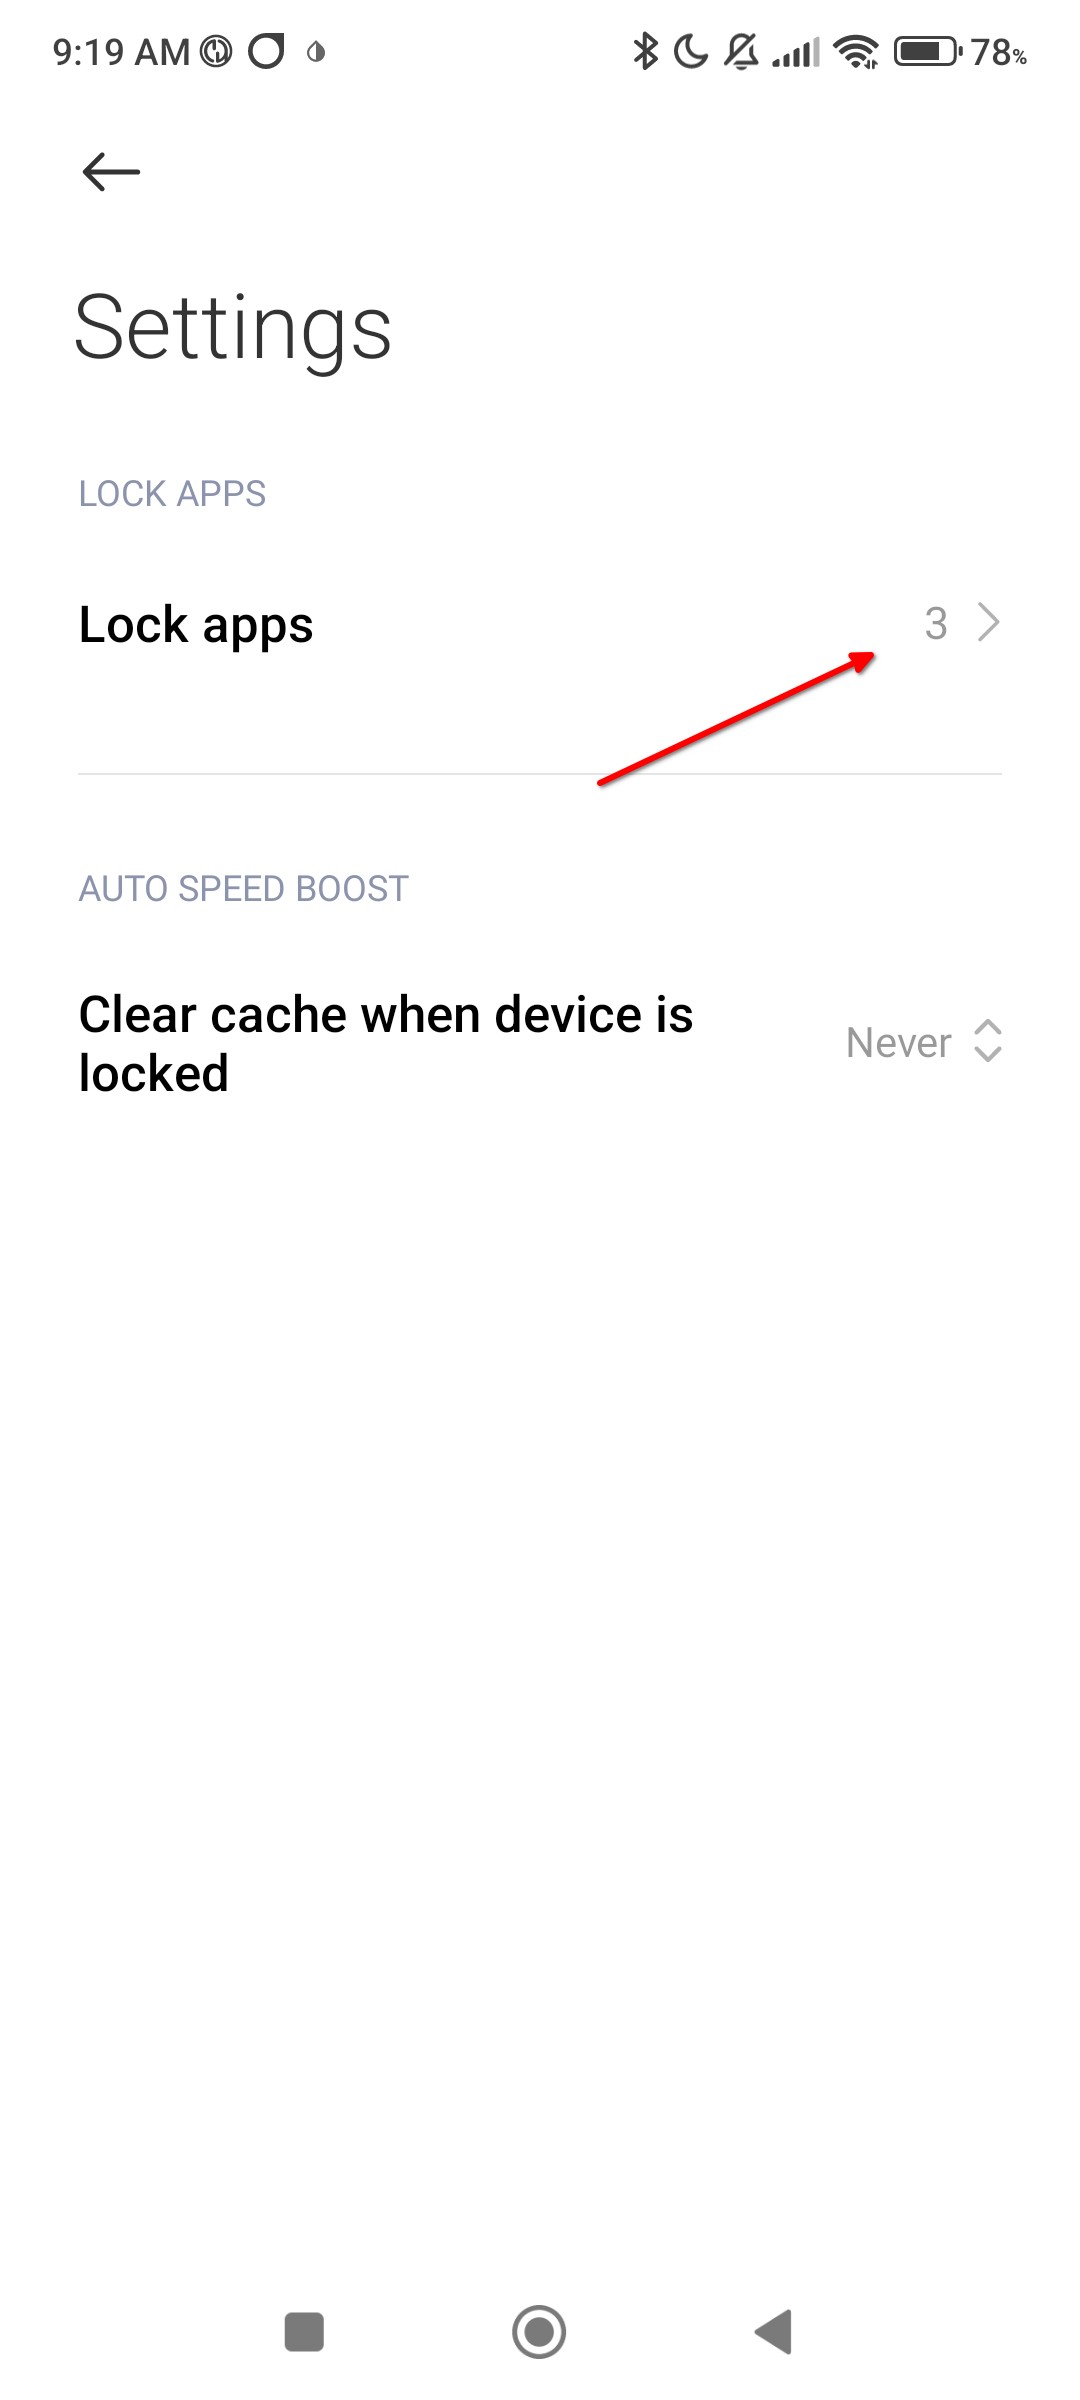 9:19 AM 78%
Settings
LOCK APPS
Lock apps 3
AUTO SPEED BOOST
Clear cache when device is
locked
Never